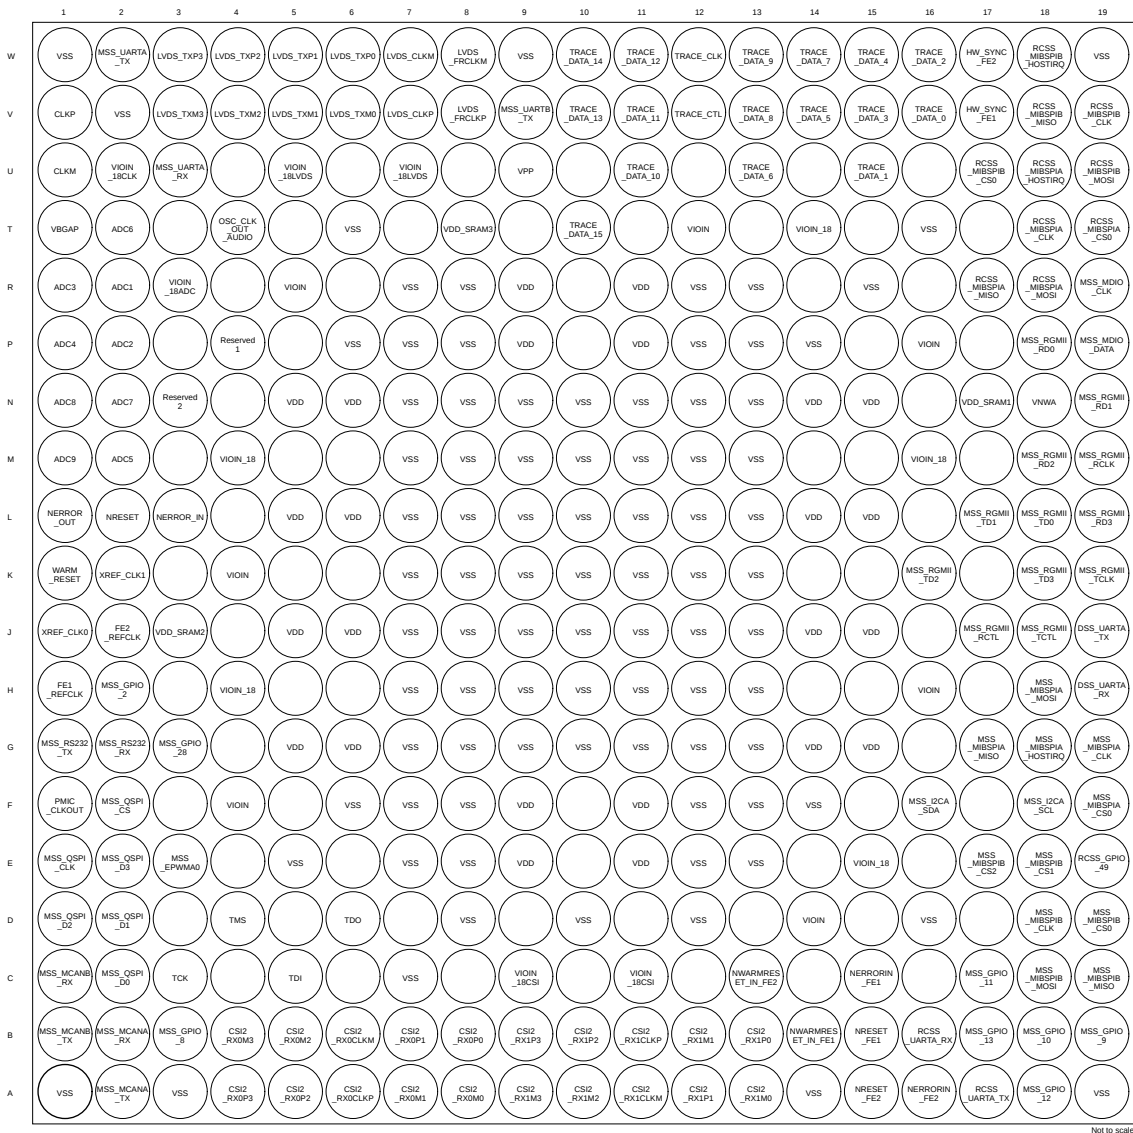 1 2 3 4 5 6 7 8 9 10 11 12 13 14 15 16 17 18 19
W VSS MSS_UARTA_TX LVDS_TXP3 LVDS_TXP2 LVDS_TXP1 LVDS_TXP0 LVDS_CLKM LVDS_FRCLKM VSS TRACE_DATA_14 TRACE_DATA_12 TRACE_CLK TRACE_DATA_9 TRACE_DATA_7 TRACE_DATA_4 TRACE_DATA_2 HW_SYNC_FE2 RCSS_MIBSPIB_HOSTIRQ VSS
V CLKP VSS LVDS_TXM3 LVDS_TXM2 LVDS_TXM1 LVDS_TXM0 LVDS_CLKP LVDS_FRCLKP MSS_UARTB_TX TRACE_DATA_13 TRACE_DATA_11 TRACE_CTL TRACE_DATA_8 TRACE_DATA_5 TRACE_DATA_3 TRACE_DATA_0 HW_SYNC_FE1 RCSS_MIBSPIB_MISO RCSS_MIBSPIB_CLK
U CLKM VIOIN_18CLK MSS_UARTA_RX VIOIN_18LVDS VIOIN_18LVDS VPP TRACE_DATA_10 TRACE_DATA_6 TRACE_DATA_1 RCSS_MIBSPIB_CS0 RCSS_MIBSPIA_HOSTIRQ RCSS_MIBSPIB_MOSI
T VBGAP ADC6 OSC_CLK_OUT_AUDIO VSS VDD_SRAM3 TRACE_DATA_15 VIOIN VIOIN_18 VSS RCSS_MIBSPIA_CLK RCSS_MIBSPIA_CS0
R ADC3 ADC1 VIOIN_18ADC VIOIN VSS VSS VDD VDD VSS VSS VSS RCSS_MIBSPIA_MISO RCSS_MIBSPIA_MOSI MSS_MDIO_CLK
P ADC4 ADC2 Reserved1 VSS VSS VSS VDD VDD VSS VSS VSS VIOIN MSS_RGMII_RD0 MSS_MDIO_DATA
N ADC8 ADC7 Reserved2 VDD VDD VSS VSS VSS VSS VSS VSS VSS VDD VDD VDD_SRAM1 VNWA MSS_RGMII_RD1
M ADC9 ADC5 VIOIN_18 VSS VSS VSS VSS VSS VSS VSS VIOIN_18 MSS_RGMII_RD2 MSS_RGMII_RCLK
L NERROR_OUT NRESET NERROR_IN VDD VDD VSS VSS VSS VSS VSS VSS VSS VDD VDD MSS_RGMII_TD1 MSS_RGMII_TD0 MSS_RGMII_RD3
K WARM_RESET XREF_CLK1 VIOIN VSS VSS VSS VSS VSS VSS VSS MSS_RGMII_TD2 MSS_RGMII_TD3 MSS_RGMII_TCLK
J XREF_CLK0 FE2_REFCLK VDD_SRAM2 VDD VDD VSS VSS VSS VSS VSS VSS VSS VDD VDD MSS_RGMII_RCTL MSS_RGMII_TCTL DSS_UARTA_TX
H FE1_REFCLK MSS_GPIO_2 VIOIN_18 VSS VSS VSS VSS VSS VSS VSS VIOIN MSS_MIBSPIA_MOSI DSS_UARTA_RX
G MSS_RS232_TX MSS_RS232_RX MSS_GPIO_28 VDD VDD VSS VSS VSS VSS VSS VSS VSS VDD VDD MSS_MIBSPIA_MISO MSS_MIBSPIA_HOSTIRQ MSS_MIBSPIA_CLK
F PMIC_CLKOUT MSS_QSPI_CS VIOIN VSS VSS VSS VDD VDD VSS VSS VSS MSS_I2CA_SDA MSS_I2CA_SCL MSS_MIBSPIA_CS0
E MSS_QSPI_CLK MSS_QSPI_D3 MSS_EPWMA0 VSS VSS VSS VDD VDD VSS VSS VIOIN_18 MSS_MIBSPIB_CS2 MSS_MIBSPIB_CS1 RCSS_GPIO_49
D MSS_QSPI_D2 MSS_QSPI_D1 TMS TDO VSS VSS VSS VIOIN VSS MSS_MIBSPIB_CLK MSS_MIBSPIB_CS0
C MSS_MCANB_RX MSS_QSPI_D0 TCK TDI VSS VIOIN_18CSI VIOIN_18CSI NWARMRESET_IN_FE2 NERRORIN_FE1 MSS_GPIO_11 MSS_MIBSPIB_MOSI MSS_MIBSPIB_MISO
B MSS_MCANB_TX MSS_MCANA_RX MSS_GPIO_8 CSI2_RX0M3 CSI2_RX0M2 CSI2_RX0CLKM CSI2_RX0P1 CSI2_RX0P0 CSI2_RX1P3 CSI2_RX1P2 CSI2_RX1CLKP CSI2_RX1M1 CSI2_RX1P0 NWARMRESET_IN_FE1 NRESET_FE1 RCSS_UARTA_RX MSS_GPIO_13 MSS_GPIO_10 MSS_GPIO_9
A VSS MSS_MCANA_TX VSS CSI2_RX0P3 CSI2_RX0P2 CSI2_RX0CLKP CSI2_RX0M1 CSI2_RX0M0 CSI2_RX1M3 CSI2_RX1M2 CSI2_RX1CLKM CSI2_RX1P1 CSI2_RX1M0 VSS NRESET_FE2 NERRORIN_FE2 RCSS_UARTA_TX MSS_GPIO_12 VSS
Not to scale